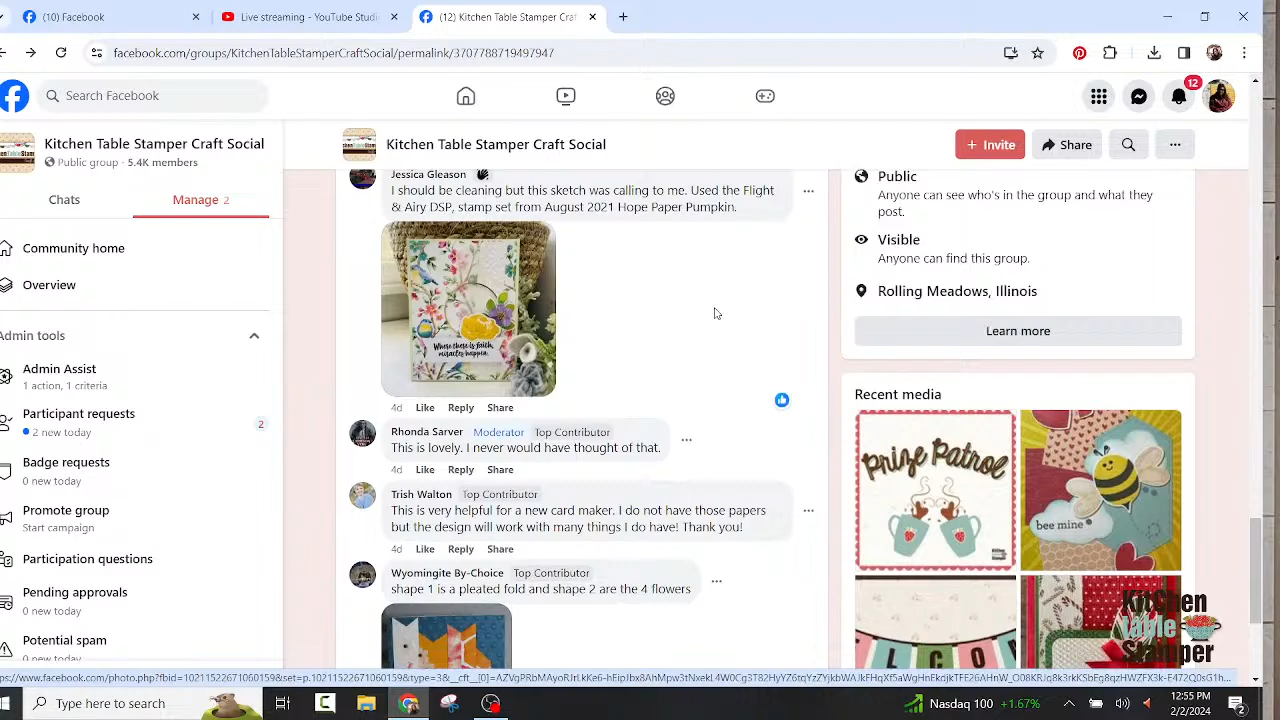 (10) Facebook
Live streaming - YouTube Studio
(12) Kitchen Table Stamper Craft
facebook.com/groups/KitchenTableStamperCraftSocial/permalink/3707788719497947
Search Facebook
12
Kitchen Table Stamper Craft Social
Public group · 5.4K members
Chats
Manage 2
Community home
Overview
Admin tools
Admin Assist
1 action, 1 criteria
Participant requests
2 new today
2
Badge requests
0 new today
Promote group
Start campaign
Participation questions
Pending approvals
0 new today
Potential spam
0 new today
Kitchen Table Stamper Craft Social
+ Invite
Share
Jessica Gleason
I should be cleaning but this sketch was calling to me. Used the Flight
of Airy DSP, stamp set from August 2021 Hope Paper Pumpkin.
Where there is faith,
miracles happen.
4d Like Reply Share
Rhonda Sarver Moderator Top Contributor
This is lovely. I never would have thought of that.
4d Like Reply Share
Trish Walton Top Contributor
This is very helpful for new card makers. I do not have those papers
but the design will work with any thing I do have! Thank you!
4d Like Reply Share
Wyomingite By-Choice Top Contributor
shape 1 is a pleated fold and shape 2 are the 4 flowers
Public
Anyone can see who's in the group and what they
post.
Visible
Anyone can find this group.
Rolling Meadows, Illinois
Learn more
Recent media
Prize Patrol
bee mine
L C O
Kitchen
Table
Stamper
Type here to search
Nasdaq 100 +1.67%
12:55 PM
2/2/2024